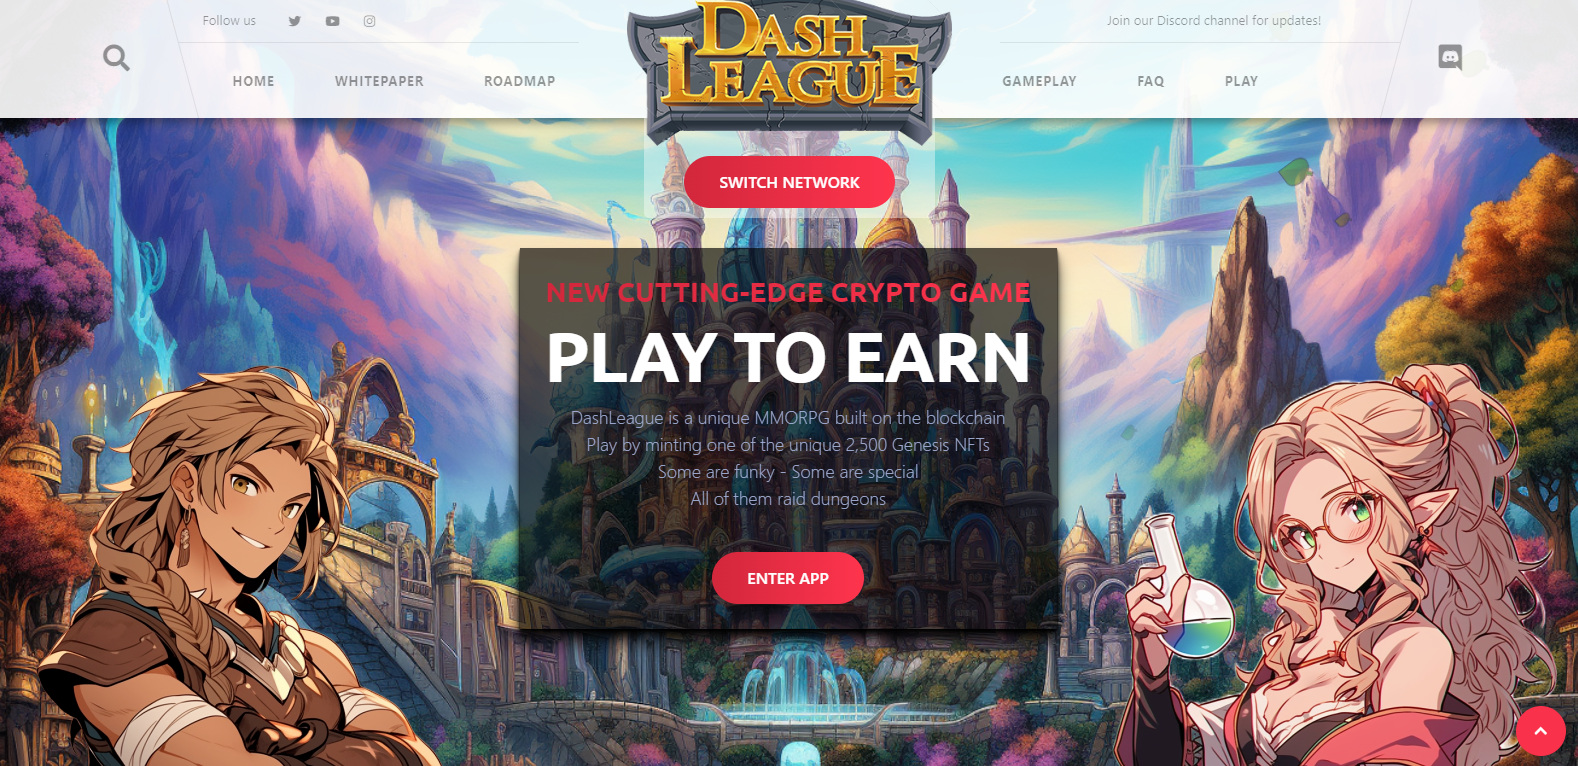 Follow us
Join our Discord channel for updates!
DASH
LEAGUE
HOME WHITEPAPER ROADMAP GAMEPLAY FAQ PLAY
SWITCH NETWORK
NEW CUTTING-EDGE CRYPTO GAME
PLAY TO EARN
DashLeague is a unique MMORPG built on the blockchain
Play by minting one of the unique 2,500 Genesis NFTs
Some are funky - Some are special
All of them raid dungeons
ENTER APP